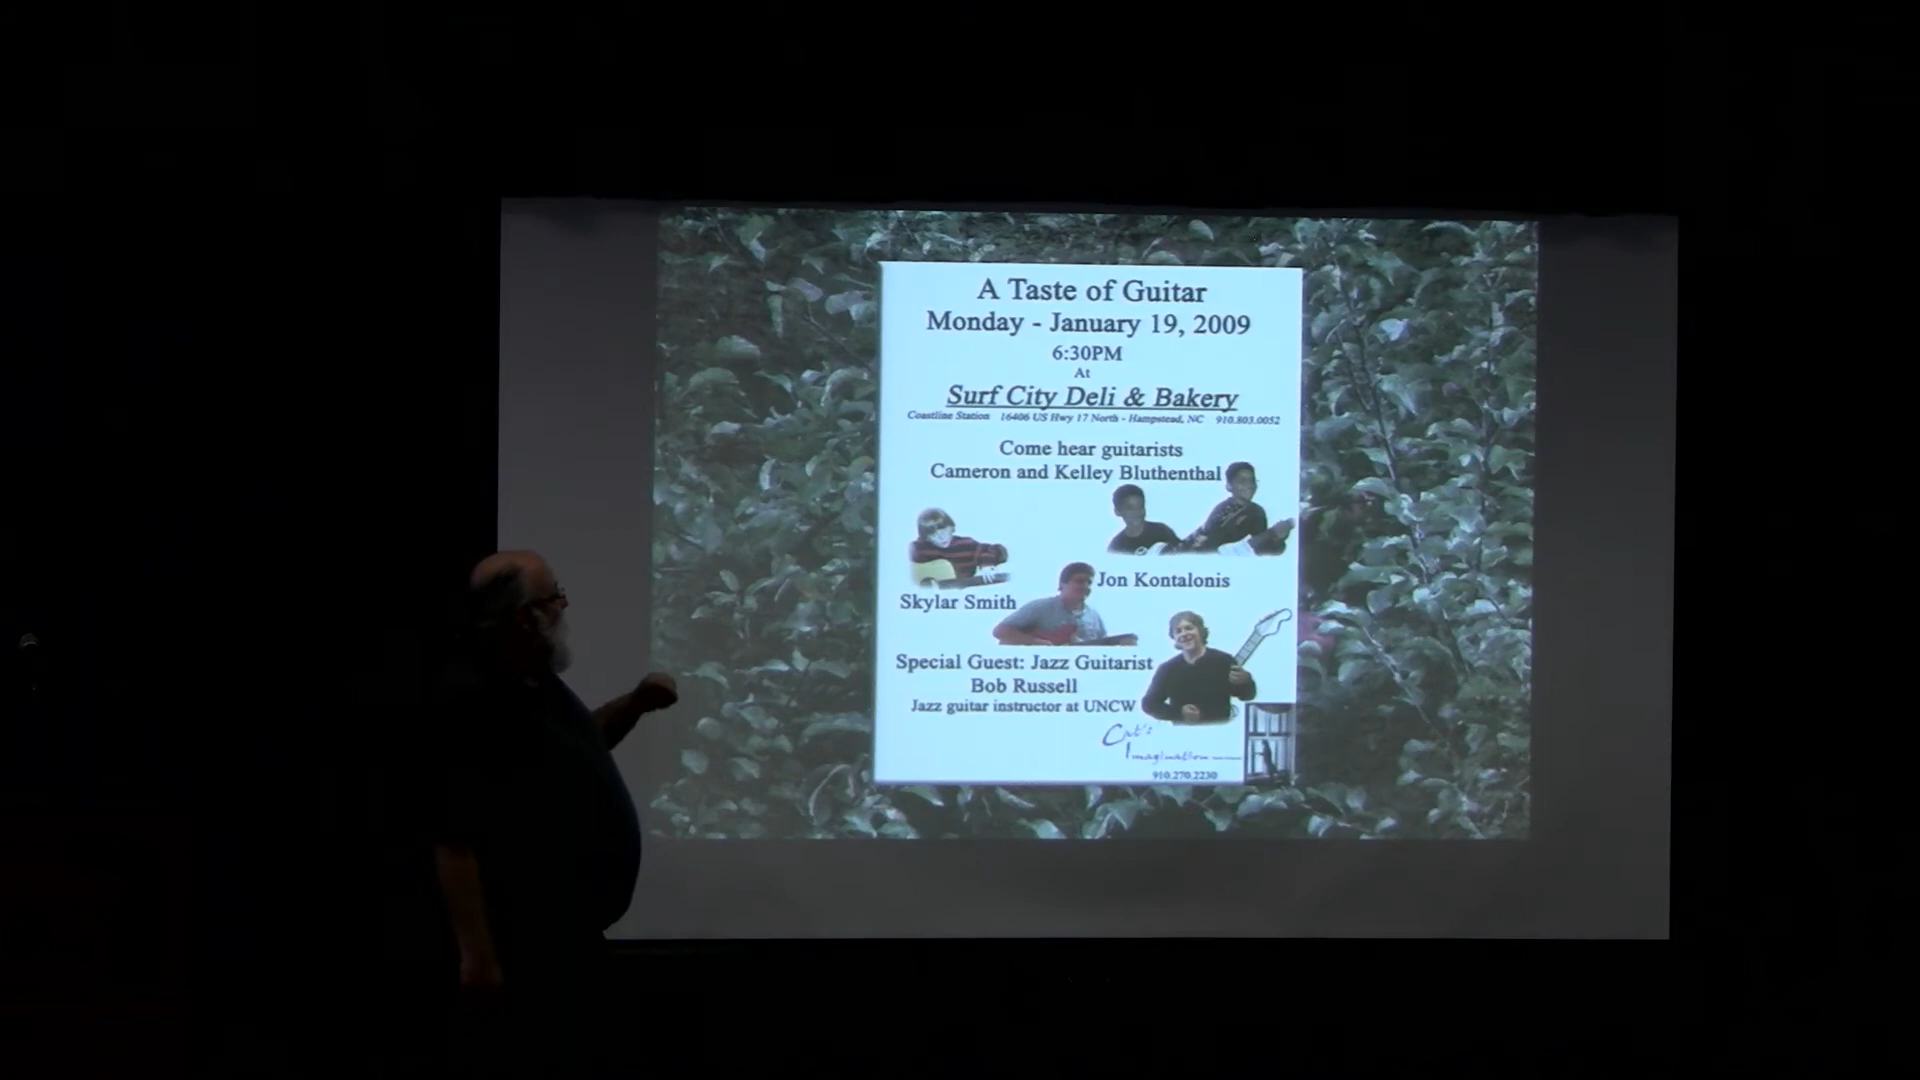 A Taste of Guitar
Monday - January 19, 2009
6:30PM
At
Surf City Deli & Bakery
Coastline Station 16406 US Hwy 17 North - Hampstead, NC 910.803.0052
Come hear guitarists
Cameron and Kelley Bluthenthal
Jon Kontalonis
Skylar Smith
Special Guest: Jazz Guitarist
Bob Russell
Jazz guitar instructor at UNCW
Cat's
Imagination
910.270.2230